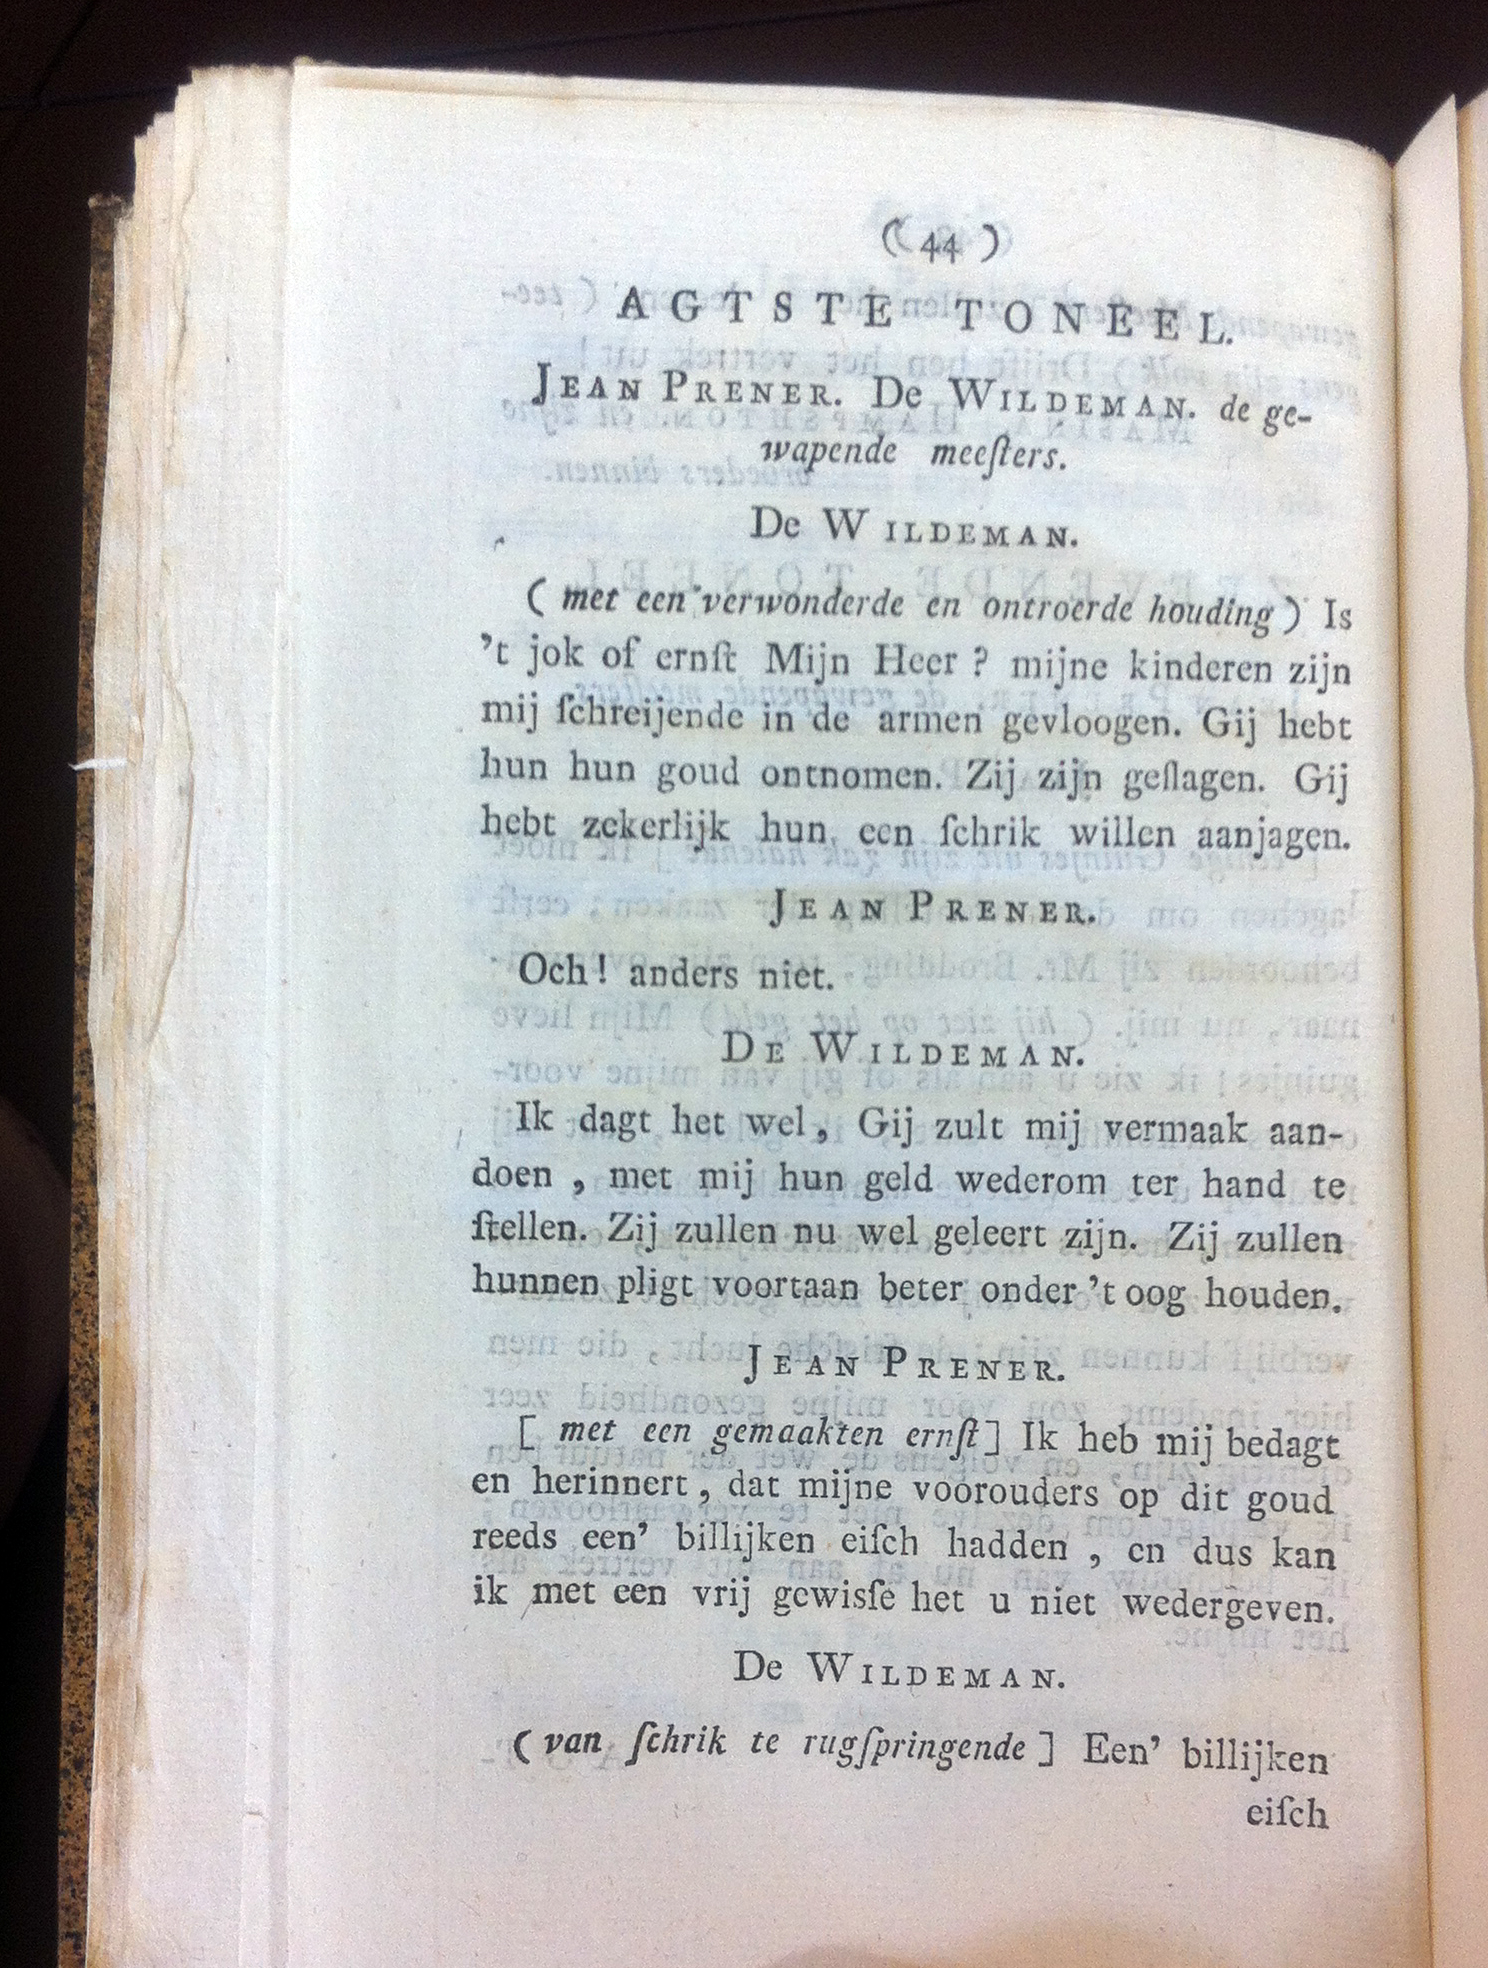 ( 44 )
AGTSTE TONEEL.
JEAN PRENER. De WILDEMAN. de ge-
wapende meeſters.
De WILDEMAN.
( met een verwonderde en ontroerde houding ) Is
't jok of ernſt Mijn Heer ? mijne kinderen zijn
mij ſchreijende in de armen gevloogen. Gij hebt
hun hun goud ontnomen. Zij zijn geſlagen. Gij
hebt zekerlijk hun een ſchrik willen aanjagen.
JEAN PRENER.
Och ! anders niet.
DE WILDEMAN.
Ik dagt het wel, Gij zult mij vermaak aan-
doen , met mij hun geld wederom ter hand te
ſtellen. Zij zullen nu wel geleert zijn. Zij zullen
hunnen pligt voortaan beter onder 't oog houden.
JEAN PRENER.
[ met een gemaakten ernſt ] Ik heb mij bedagt
en herinnert, dat mijne voorouders op dit goud
reeds een' billijken eiſch hadden , en dus kan
ik met een vrij gewisſe het u niet wedergeven.
De WILDEMAN.
( van ſchrik te rugſpringende ] Een' billijken
eiſch